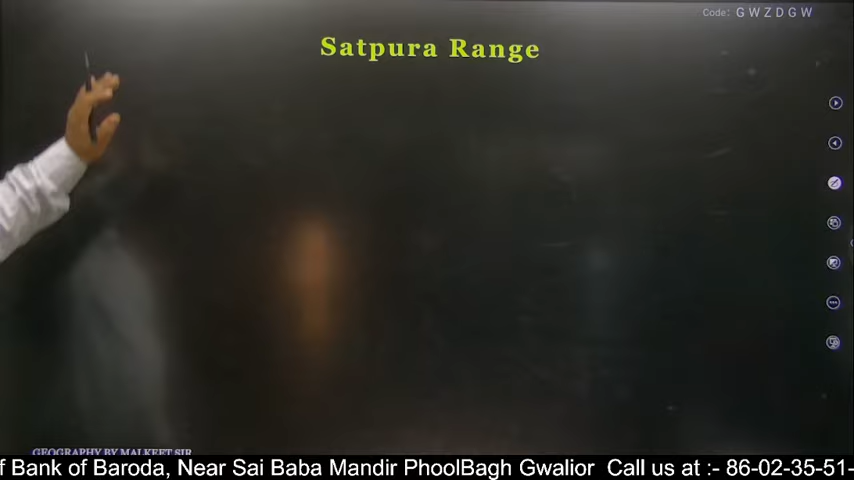 Code: GWZDGW
Satpura Range
GEOGRAPHY BY MALKEET SIR
f Bank of Baroda, Near Sai Baba Mandir PhoolBagh Gwalior Call us at :- 86-02-35-51-